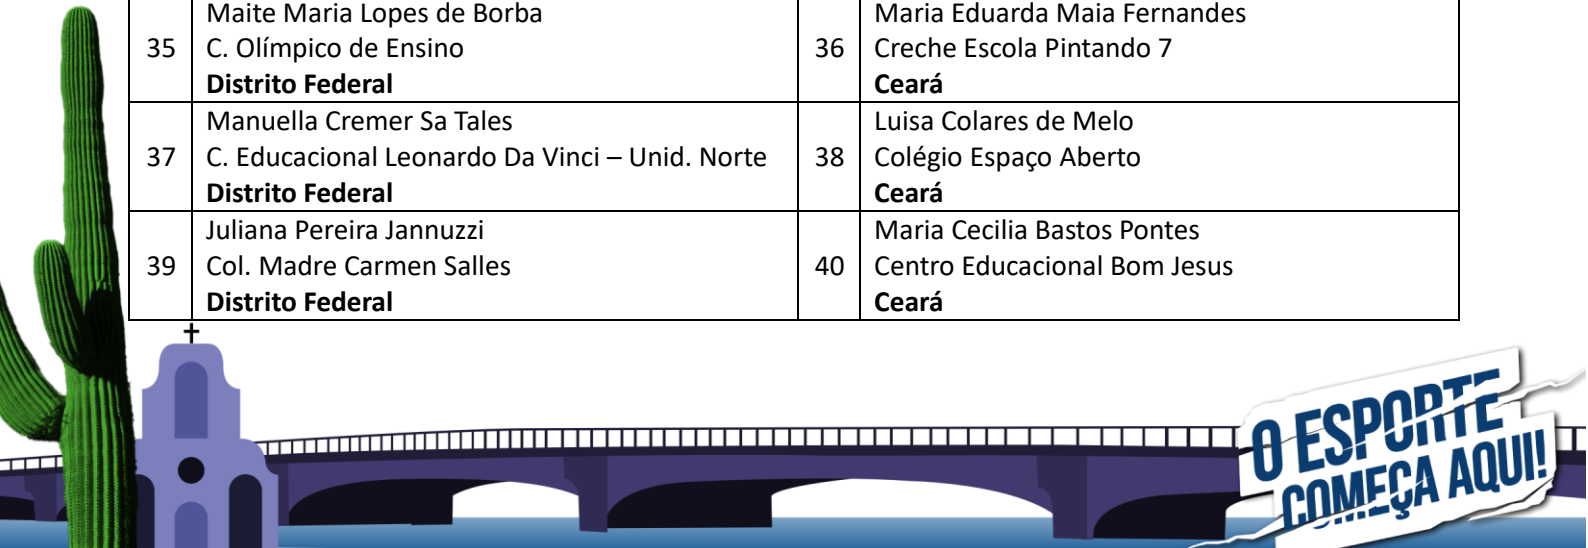 35
Maite Maria Lopes de Borba
C. Olímpico de Ensino
Distrito Federal
36
Maria Eduarda Maia Fernandes
Creche Escola Pintando 7
Ceará
37
Manuella Cremer Sa Tales
C. Educacional Leonardo Da Vinci – Unid. Norte
Distrito Federal
38
Luisa Colares de Melo
Colégio Espaço Aberto
Ceará
39
Juliana Pereira Jannuzzi
Col. Madre Carmen Salles
Distrito Federal
40
Maria Cecilia Bastos Pontes
Centro Educacional Bom Jesus
Ceará
O ESPORTE
COMEÇA AQUI!